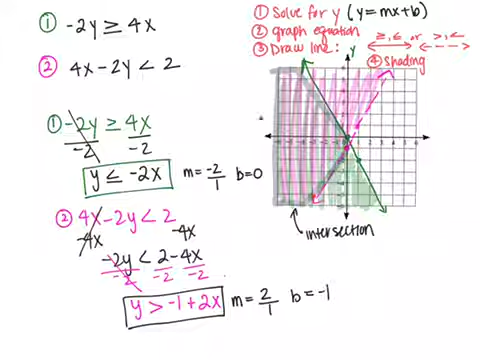 ① -2y ≥ 4x
② 4x - 2y < 2
① Solve for y (y = mx + b)
② graph equation
③ Draw line: ≥, ≤ or >, <
④ Shading
y
x
① -2y ≥ 4x
-2 -2
y ≤ -2x m = -2/1 b = 0
② 4x - 2y < 2
-4x -4x
-2y < 2 - 4x
-2 -2 -2
y > -1 + 2x m = 2/1 b = -1
intersection